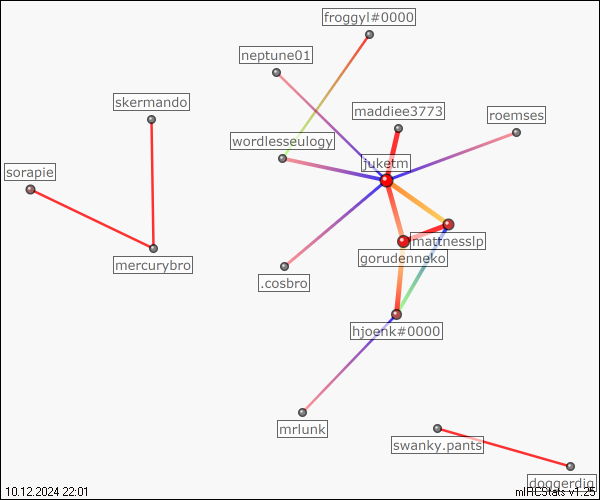 froggyl#0000
neptune01
skermando
maddiee3773
roemses
wordlesseulogy
juketm
sorapie
mattnesslp
gorudenneko
mercurybro
.cosbro
hjoenk#0000
mrlunk
swanky.pants
doggerdig
10.12.2024 22:01
mIHCStats v1.25